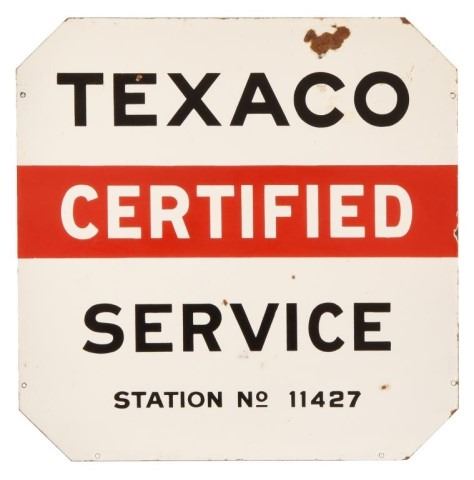 TEXACO
CERTIFIED
SERVICE
STATION Nº 11427